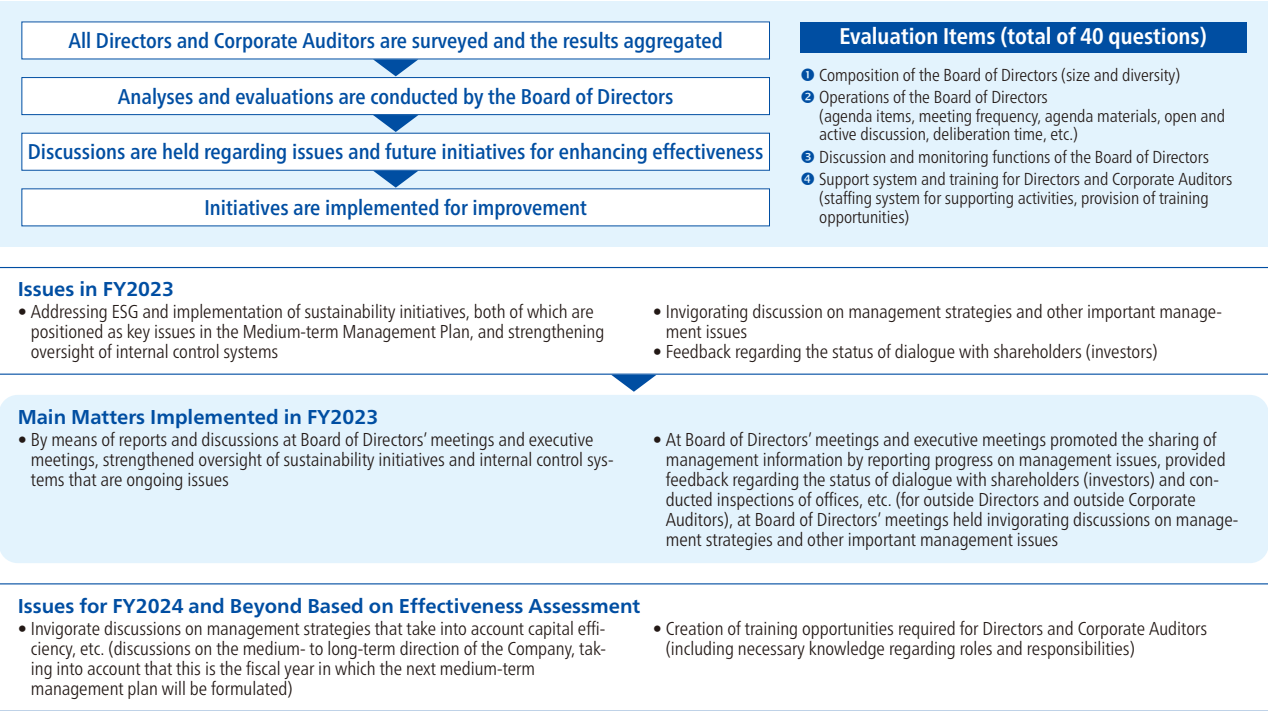 All Directors and Corporate Auditors are surveyed and the results aggregated
Analyses and evaluations are conducted by the Board of Directors
Discussions are held regarding issues and future initiatives for enhancing effectiveness
Initiatives are implemented for improvement
Evaluation Items (total of 40 questions)
❶ Composition of the Board of Directors (size and diversity)
❷ Operations of the Board of Directors
(agenda items, meeting frequency, agenda materials, open and
active discussion, deliberation time, etc.)
❸ Discussion and monitoring functions of the Board of Directors
❹ Support system and training for Directors and Corporate Auditors
(staffing system for supporting activities, provision of training
opportunities)
Issues in FY2023
• Addressing ESG and implementation of sustainability initiatives, both of which are
positioned as key issues in the Medium-term Management Plan, and strengthening
oversight of internal control systems
• Invigorating discussion on management strategies and other important manage-
ment issues
• Feedback regarding the status of dialogue with shareholders (investors)
Main Matters Implemented in FY2023
• By means of reports and discussions at Board of Directors’ meetings and executive
meetings, strengthened oversight of sustainability initiatives and internal control sys-
tems that are ongoing issues
• At Board of Directors’ meetings and executive meetings promoted the sharing of
management information by reporting progress on management issues, provided
feedback regarding the status of dialogue with shareholders (investors) and con-
ducted inspections of offices, etc. (for outside Directors and outside Corporate
Auditors), at Board of Directors’ meetings held invigorating discussions on manage-
ment strategies and other important management issues
Issues for FY2024 and Beyond Based on Effectiveness Assessment
• Invigorate discussions on management strategies that take into account capital effi-
ciency, etc. (discussions on the medium- to long-term direction of the Company, tak-
ing into account that this is the fiscal year in which the next medium-term
management plan will be formulated)
• Creation of training opportunities required for Directors and Corporate Auditors
(including necessary knowledge regarding roles and responsibilities)